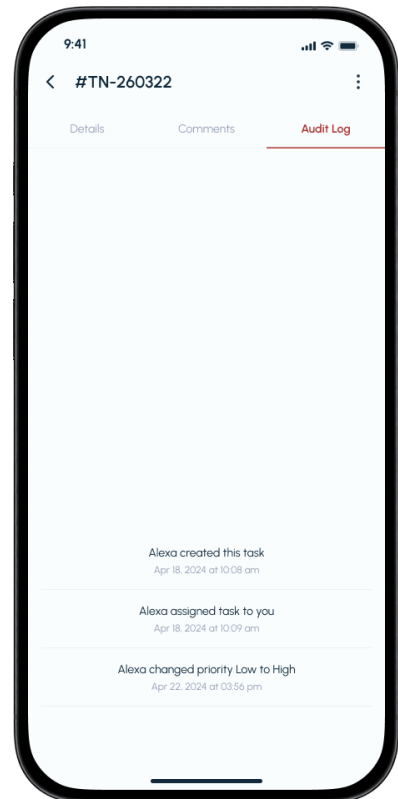 9:41
#TN-260322
Details Comments Audit Log
Alexa created this task
Apr 18, 2024 at 10:08 am
Alexa assigned task to you
Apr 18, 2024 at 10:09 am
Alexa changed priority Low to High
Apr 22, 2024 at 03:56 pm